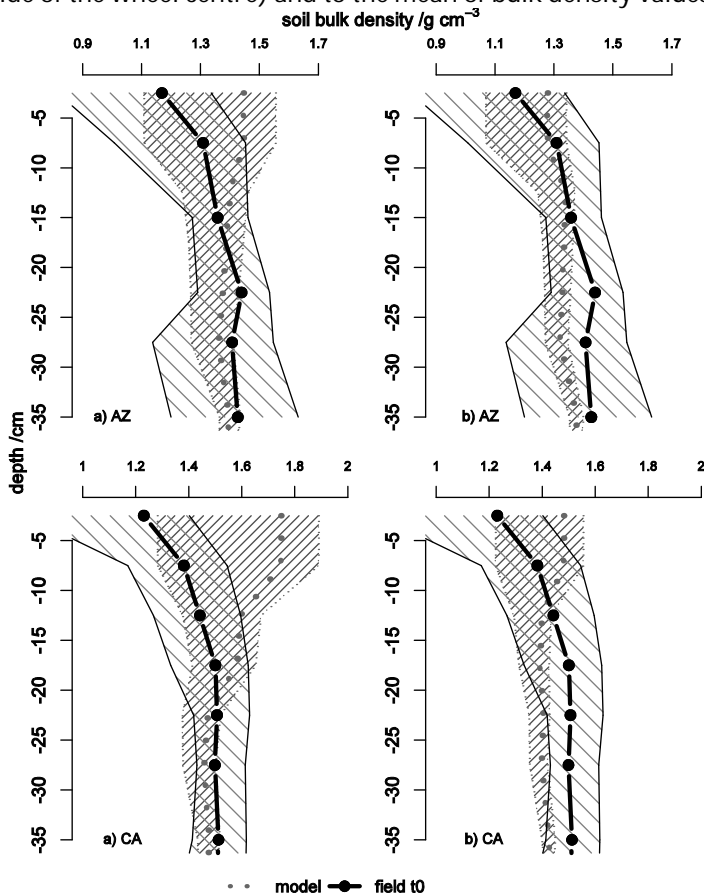 ide of the wheel centre) and to the mean of bulk density values
soil bulk density /g cm⁻³
0.9 1.1 1.3 1.5 1.7
0.9 1.1 1.3 1.5 1.7
-5
-10
-15
-20
-25
-30
-35
a) AZ
-5
-10
-15
-20
-25
-30
-35
b) AZ
depth /cm
1 1.2 1.4 1.6 1.8 2
1 1.2 1.4 1.6 1.8 2
-5
-10
-15
-20
-25
-30
-35
a) CA
-5
-10
-15
-20
-25
-30
-35
b) CA
model field t0